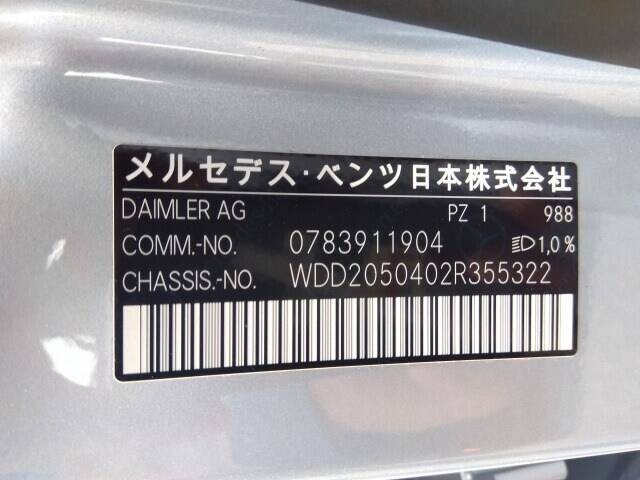 メルセデス・ベンツ日本株式会社
DAIMLER AG PZ 1 988
COMM.-NO. 0783911904 1,0%
CHASSIS.-NO. WDD2050402R355322